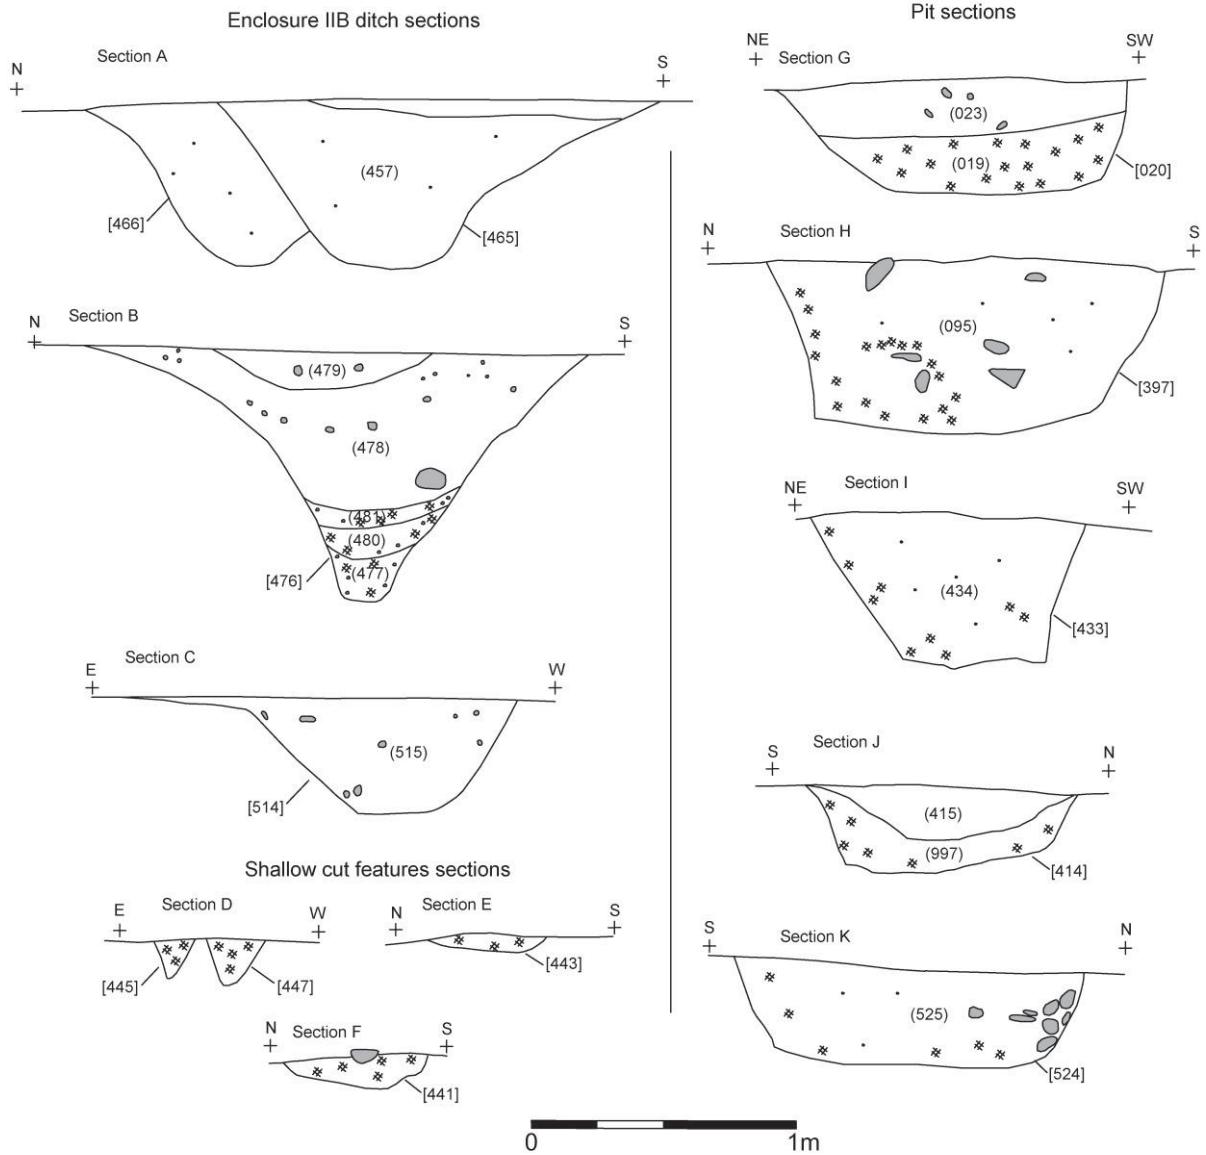 Enclosure IIB ditch sections
Section A
N
S
(457)
[466]
[465]
Section B
N
S
(479)
(478)
(481)
(480)
(477)
[476]
Section C
E
W
(515)
[514]
Shallow cut features sections
Section D
E
W
[445]
[447]
Section E
N
S
[443]
Section F
N
S
[441]
Pit sections
NE
SW
Section G
(023)
(019)
[020]
Section H
N
S
(095)
[397]
Section I
NE
SW
(434)
[433]
Section J
S
N
(415)
(997)
[414]
Section K
S
N
(525)
[524]
0
1m